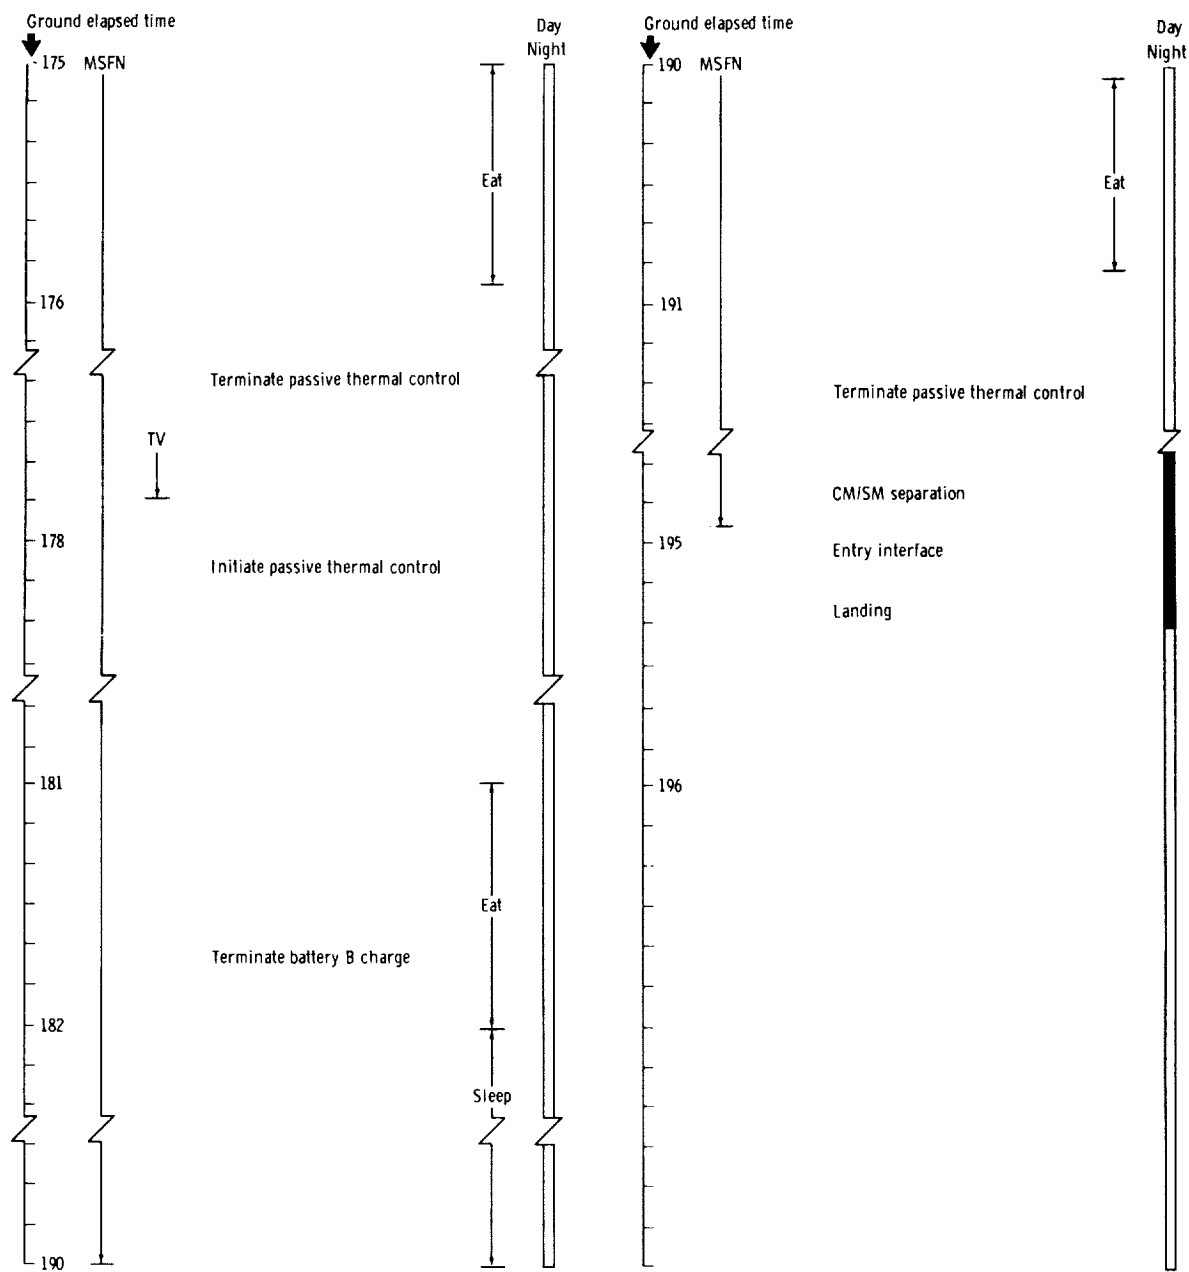 Ground elapsed time
Day
Night
175
MSFN
Eat
176
Terminate passive thermal control
TV
178
Initiate passive thermal control
181
Eat
Terminate battery B charge
182
Sleep
190
Ground elapsed time
Day
Night
190
MSFN
Eat
191
Terminate passive thermal control
CM/SM separation
195
Entry interface
Landing
196